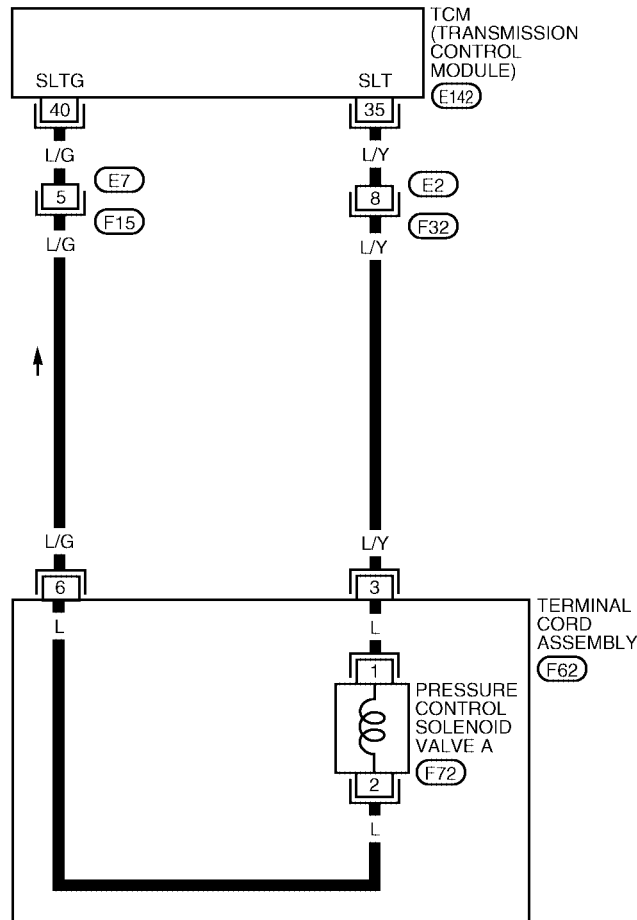 TCM
(TRANSMISSION
CONTROL
MODULE)
E142
SLTG
SLT
40
35
L/G
L/Y
5
E7
8
E2
F15
F32
L/G
L/Y
L/G
L/Y
6
3
TERMINAL
CORD
ASSEMBLY
F62
L
L
1
PRESSURE
CONTROL
SOLENOID
VALVE A
F72
2
L